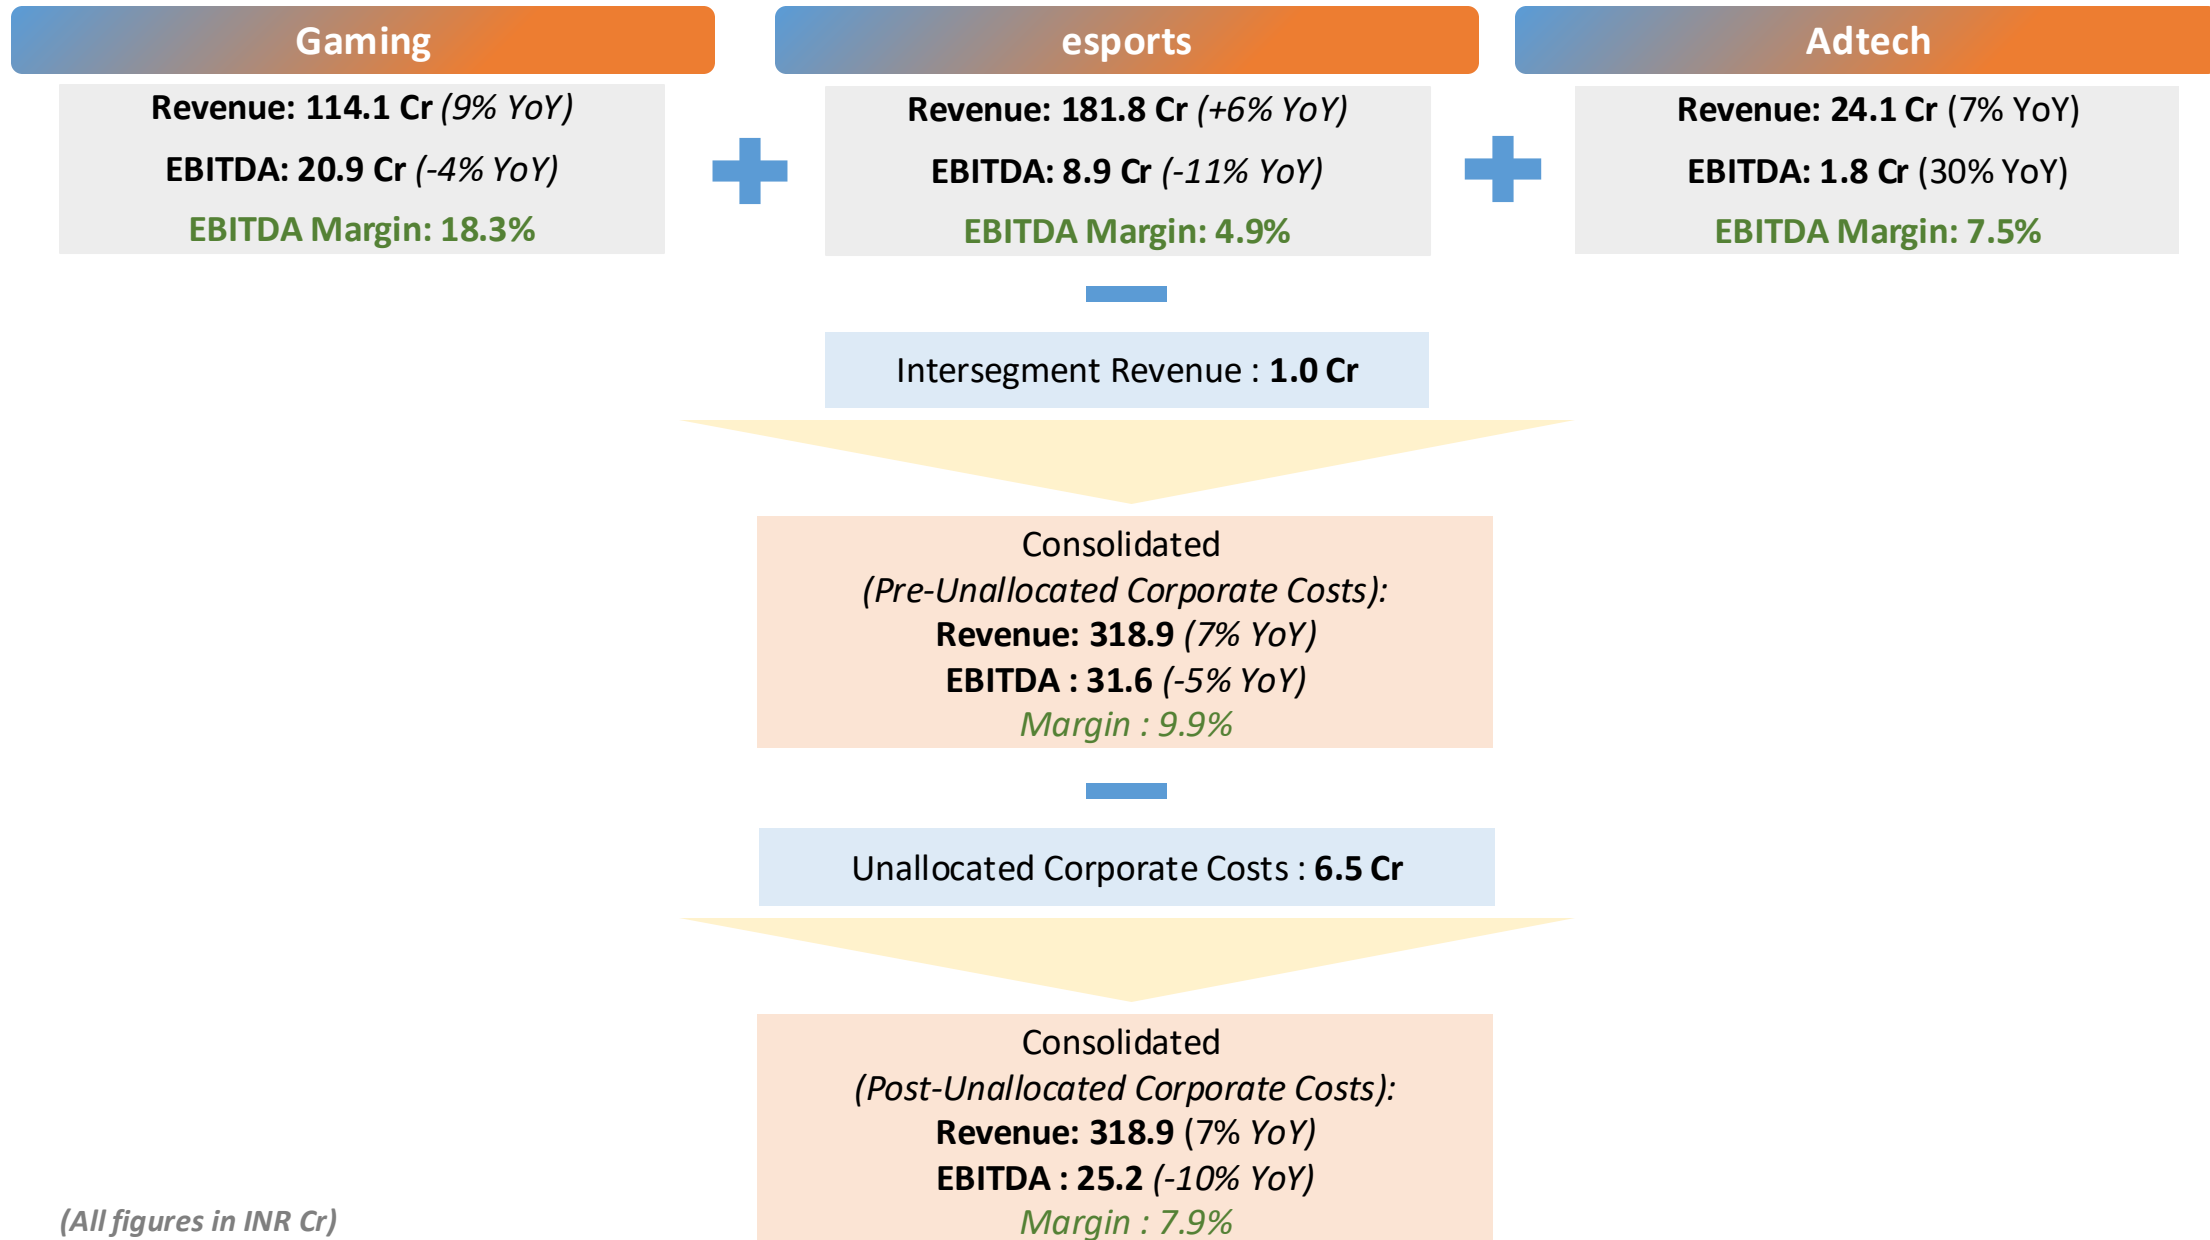 Gaming
Revenue: 114.1 Cr (9% YoY)
EBITDA: 20.9 Cr (-4% YoY)
EBITDA Margin: 18.3%
esports
Revenue: 181.8 Cr (+6% YoY)
EBITDA: 8.9 Cr (-11% YoY)
EBITDA Margin: 4.9%
Adtech
Revenue: 24.1 Cr (7% YoY)
EBITDA: 1.8 Cr (30% YoY)
EBITDA Margin: 7.5%
Intersegment Revenue : 1.0 Cr
Consolidated
(Pre-Unallocated Corporate Costs):
Revenue: 318.9 (7% YoY)
EBITDA : 31.6 (-5% YoY)
Margin : 9.9%
Unallocated Corporate Costs : 6.5 Cr
Consolidated
(Post-Unallocated Corporate Costs):
Revenue: 318.9 (7% YoY)
EBITDA : 25.2 (-10% YoY)
Margin : 7.9%
(All figures in INR Cr)